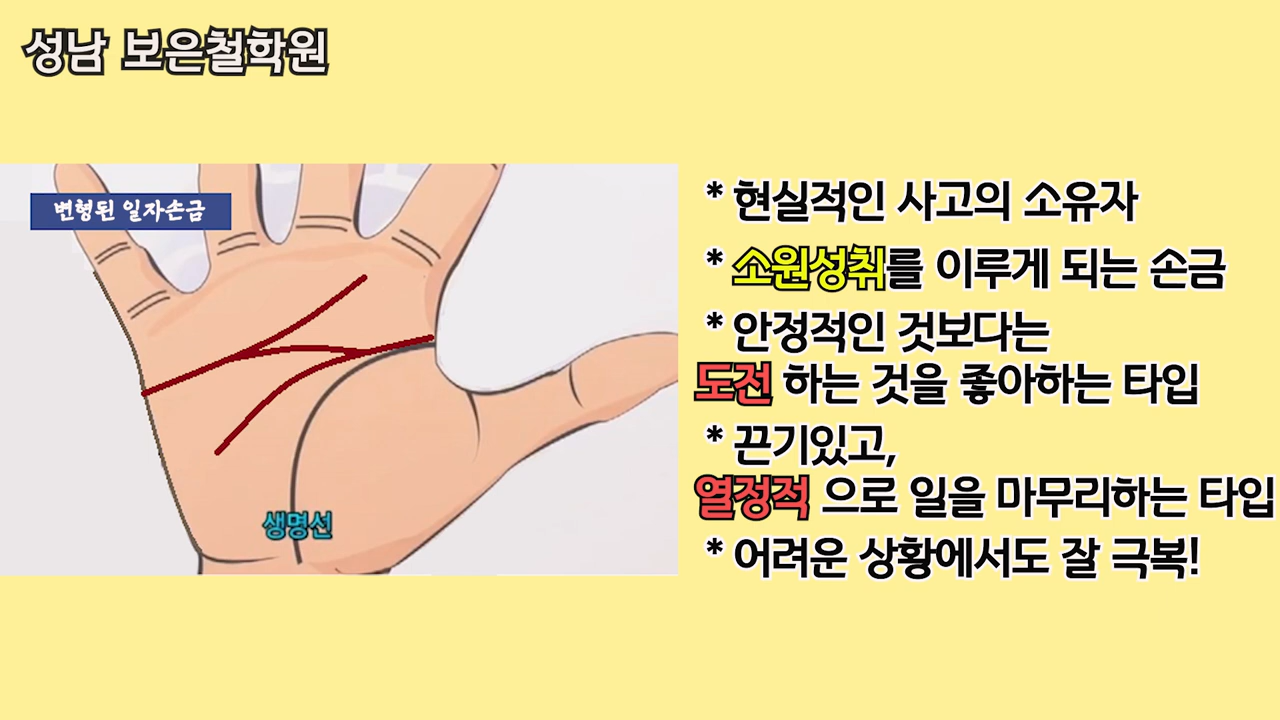 성남 보은철학원
변형된 일자손금
생명선
* 현실적인 사고의 소유자
* 소원성취를 이루게 되는 손금
* 안정적인 것보다는
도전 하는 것을 좋아하는 타입
* 끈기있고,
열정적 으로 일을 마무리하는 타입
* 어려운 상황에서도 잘 극복!